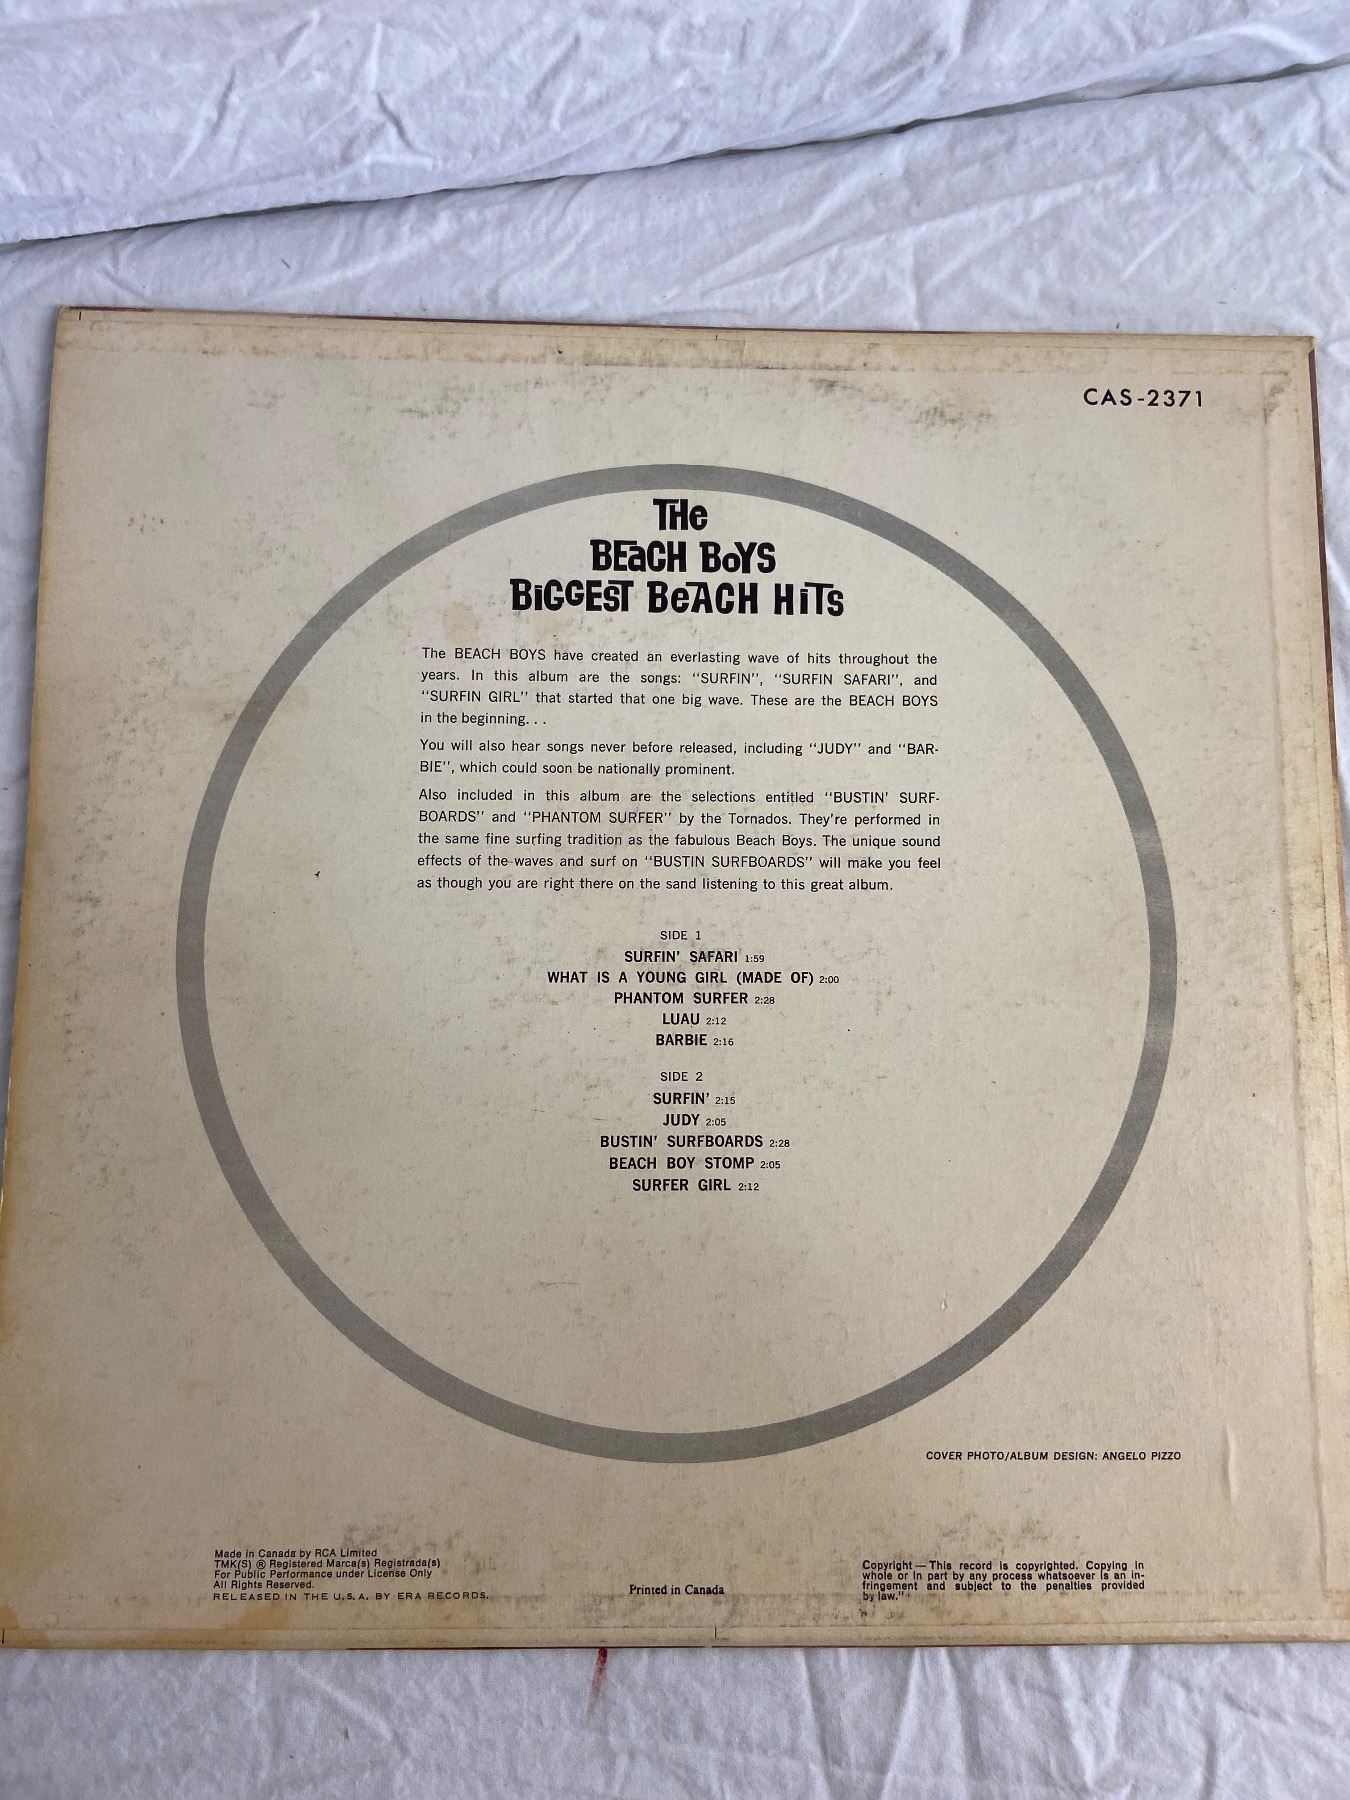 CAS-2371
THe
BEaCH BoYS
BiGGEST BeACH HiTS
The BEACH BOYS have created an everlasting wave of hits throughout the
years. In this album are the songs: "SURFIN", "SURFIN SAFARI", and
"SURFIN GIRL" that started that one big wave. These are the BEACH BOYS
in the beginning. . .
You will also hear songs never before released, including "JUDY" and "BAR-
BIE", which could soon be nationally prominent.
Also included in this album are the selections entitled "BUSTIN' SURF-
BOARDS" and "PHANTOM SURFER" by the Tornados. They're performed in
the same fine surfing tradition as the fabulous Beach Boys. The unique sound
effects of the waves and surf on "BUSTIN SURFBOARDS" will make you feel
as though you are right there on the sand listening to this great album.
SIDE 1
SURFIN' SAFARI 1:59
WHAT IS A YOUNG GIRL (MADE OF) 2:00
PHANTOM SURFER 2:28
LUAU 2:12
BARBIE 2:16
SIDE 2
SURFIN' 2:15
JUDY 2:05
BUSTIN' SURFBOARDS 2:28
BEACH BOY STOMP 2:05
SURFER GIRL 2:12
COVER PHOTO/ALBUM DESIGN: ANGELO PIZZO
Made in Canada by RCA Limited
TMK(S) ® Registered Marca(s) Registrada(s)
For Public Performance under License Only
All Rights Reserved.
RELEASED IN THE U.S.A. BY ERA RECORDS.
Printed in Canada
Copyright — This record is copyrighted. Copying in
whole or in part by any process whatsoever is an in-
fringement and subject to the penalties provided
by law."